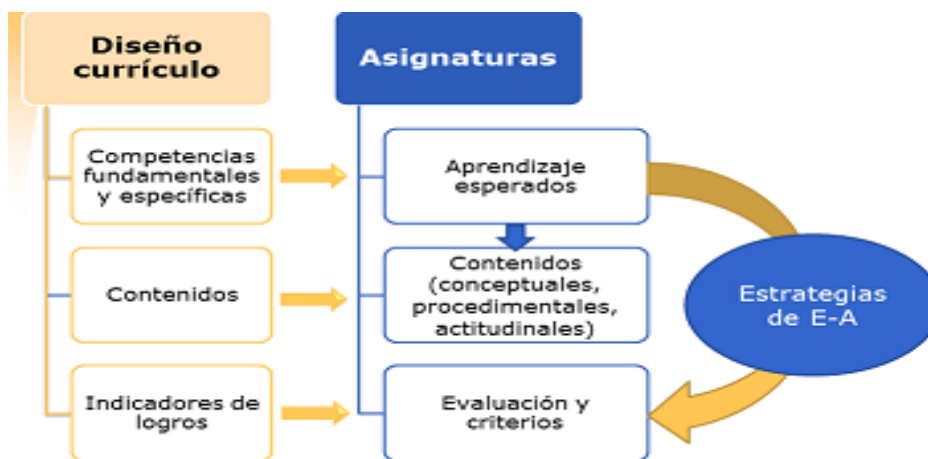 Diseño
currículo
Asignaturas
Competencias
fundamentales
y específicas
Aprendizaje
esperados
Contenidos
Contenidos
(conceptuales,
procedimentales,
actitudinales)
Estrategias
de E-A
Indicadores de
logros
Evaluación y
criterios